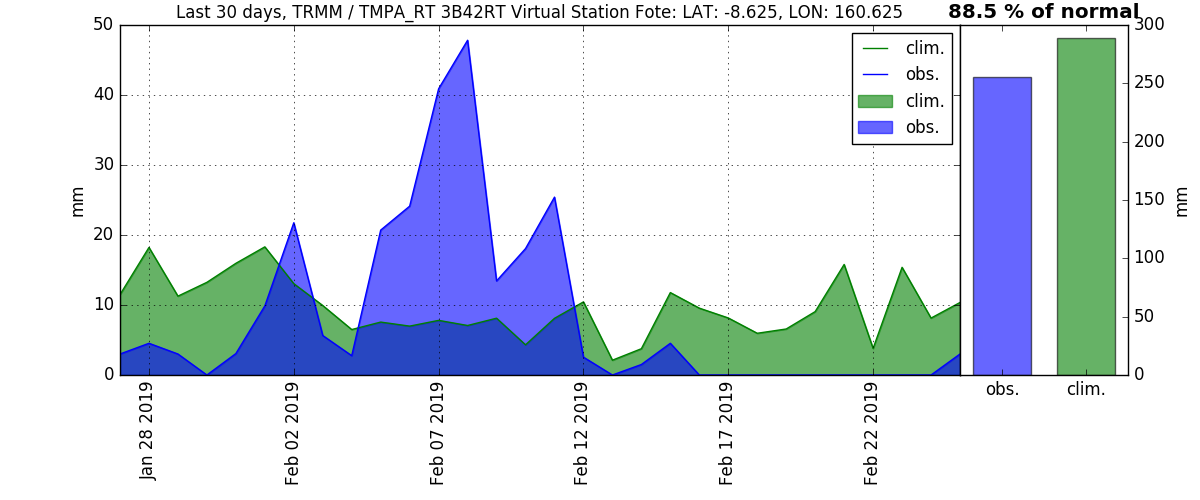 Last 30 days, TRMM / TMPA_RT 3B42RT Virtual Station Fote: LAT: -8.625, LON: 160.625
88.5 % of normal
50
40
30
20
10
0
mm
clim.
obs.
clim.
obs.
Jan 28 2019
Feb 02 2019
Feb 07 2019
Feb 12 2019
Feb 17 2019
Feb 22 2019
300
250
200
150
100
50
0
mm
obs.
clim.